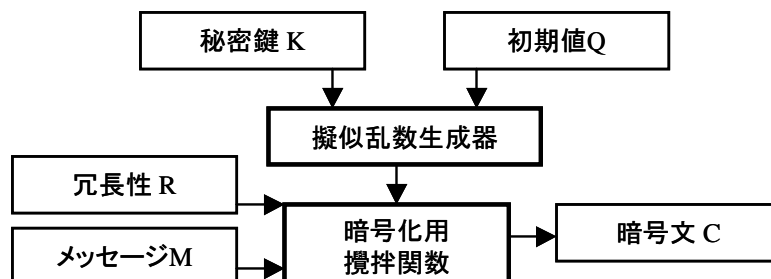 秘密鍵 K
初期値Q
擬似乱数生成器
冗長性 R
メッセージM
暗号化用
攪拌関数
暗号文 C